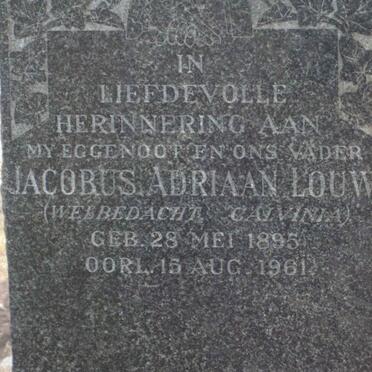 IN
LIEFDEVOLLE
HERINNERING AAN
MY EGGENOOT EN ONS VADER
JACOBUS ADRIAAN LOUW
(WELBEDACHT CALVINIA)
GEB. 28 MEI 1895
OORL. 15 AUG. 1961